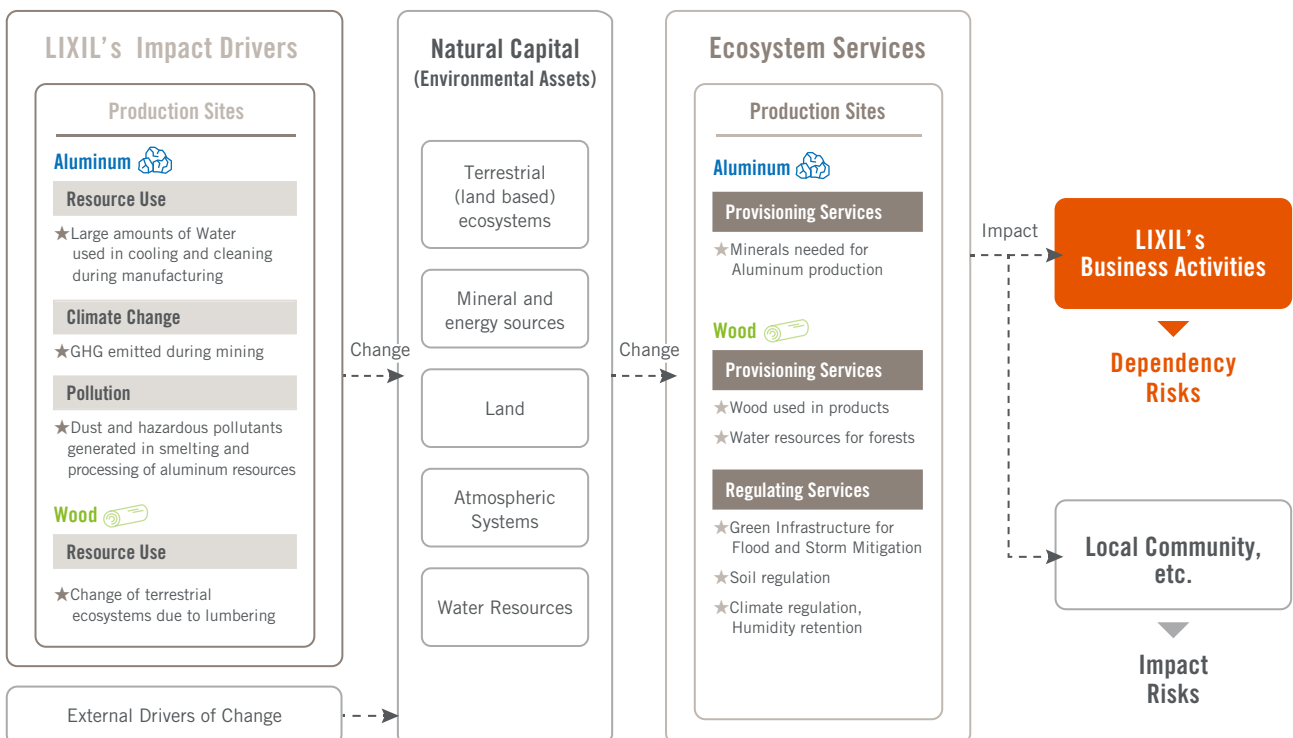 LIXIL's Impact Drivers
Production Sites
Aluminum
Resource Use
★Large amounts of Water
used in cooling and cleaning
during manufacturing
Climate Change
★GHG emitted during mining
Pollution
★Dust and hazardous pollutants
generated in smelting and
processing of aluminum resources
Wood
Resource Use
★Change of terrestrial
ecosystems due to lumbering
External Drivers of Change
Change
Natural Capital
(Environmental Assets)
Terrestrial
(land based)
ecosystems
Mineral and
energy sources
Land
Atmospheric
Systems
Water Resources
Change
Ecosystem Services
Production Sites
Aluminum
Provisioning Services
★Minerals needed for
Aluminum production
Wood
Provisioning Services
★Wood used in products
★Water resources for forests
Regulating Services
★Green Infrastructure for
Flood and Storm Mitigation
★Soil regulation
★Climate regulation,
Humidity retention
Impact
LIXIL's
Business Activities
Dependency
Risks
Local Community,
etc.
Impact
Risks